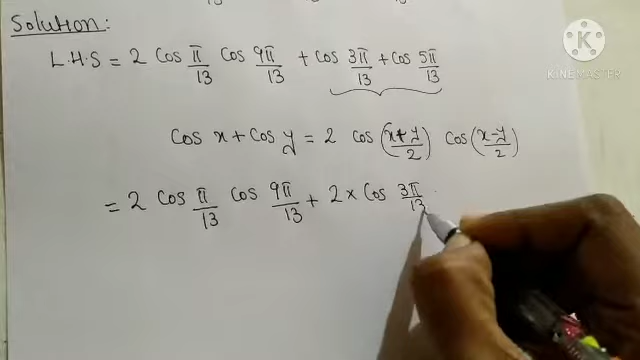 Solution:
L.H.S = 2 Cos π/13 Cos 9π/13 + Cos 3π/13 + Cos 5π/13
Cos x + Cos y = 2 Cos (x+y/2) Cos (x-y/2)
= 2 Cos π/13 Cos 9π/13 + 2 × Cos 3π/13
KINEMASTER